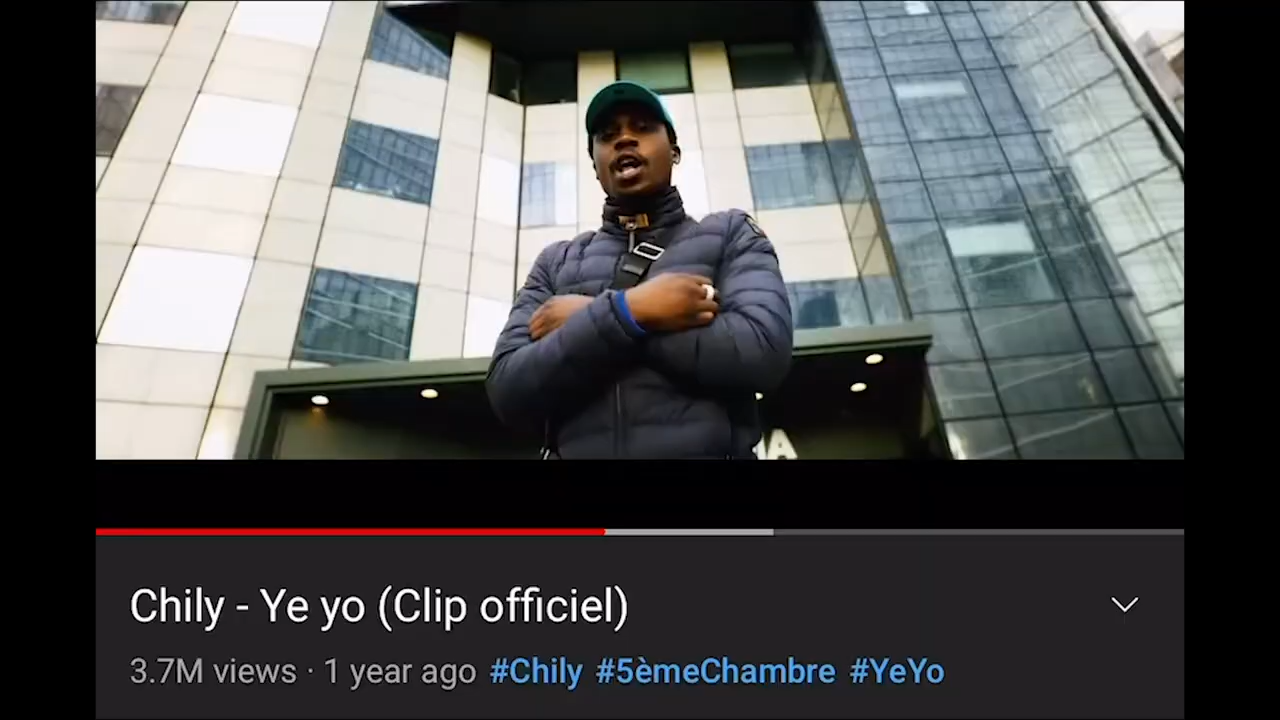 A
Chily - Ye yo (Clip officiel)
3.7M views · 1 year ago #Chily #5èmeChambre #YeYo